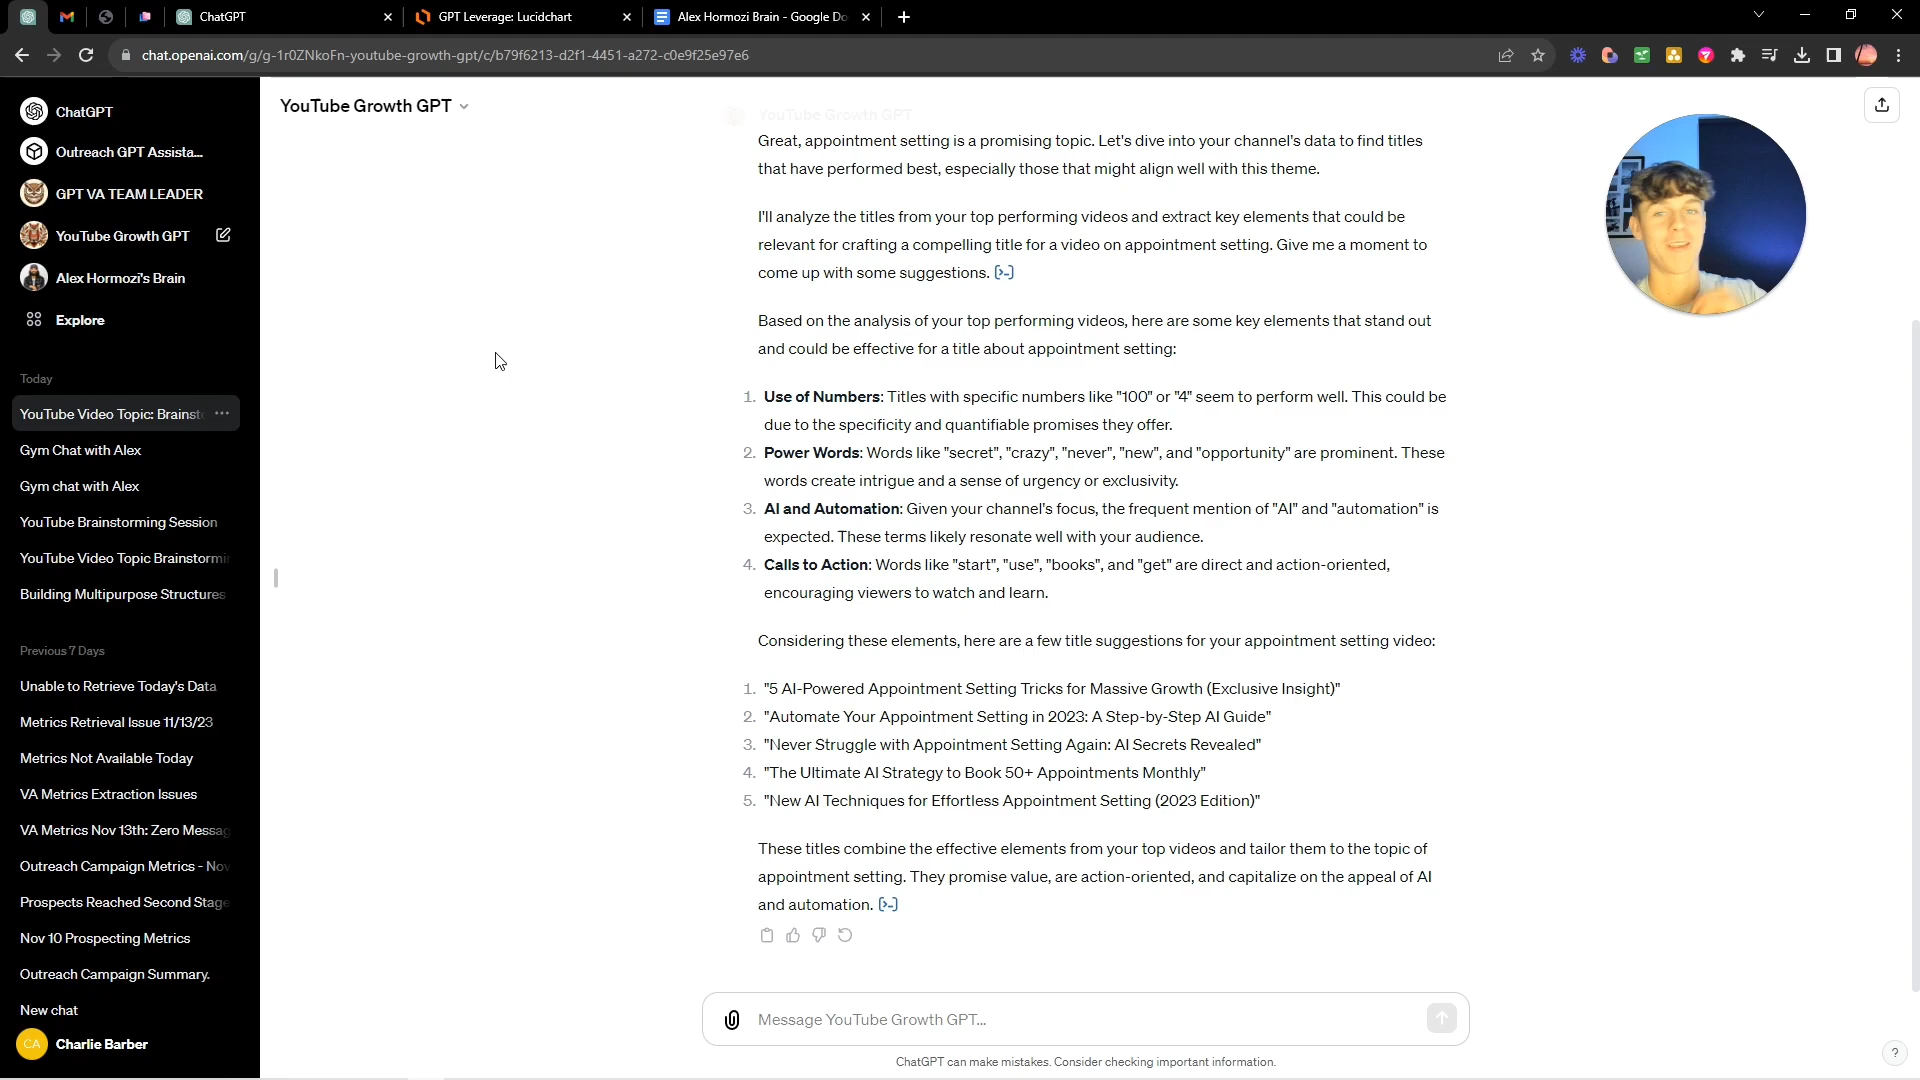 ChatGPT
GPT Leverage: Lucidchart
Alex Hormozi Brain - Google Do
chat.openai.com/g/g-1r0ZNkoFn-youtube-growth-gpt/c/b79f6213-d2f1-4451-a272-c0e9f25e97e6
ChatGPT
Outreach GPT Assista...
GPT VA TEAM LEADER
YouTube Growth GPT
Alex Hormozi's Brain
Explore
Today
YouTube Video Topic: Brainst
Gym Chat with Alex
Gym chat with Alex
YouTube Brainstorming Session
YouTube Video Topic Brainstormi
Building Multipurpose Structures
Previous 7 Days
Unable to Retrieve Today's Data
Metrics Retrieval Issue 11/13/23
Metrics Not Available Today
VA Metrics Extraction Issues
VA Metrics Nov 13th: Zero Messag
Outreach Campaign Metrics - Nov
Prospects Reached Second Stage
Nov 10 Prospecting Metrics
Outreach Campaign Summary.
New chat
CA
Charlie Barber
YouTube Growth GPT
YouTube Growth GPT
Great, appointment setting is a promising topic. Let's dive into your channel's data to find titles
that have performed best, especially those that might align well with this theme.
I'll analyze the titles from your top performing videos and extract key elements that could be
relevant for crafting a compelling title for a video on appointment setting. Give me a moment to
come up with some suggestions.
Based on the analysis of your top performing videos, here are some key elements that stand out
and could be effective for a title about appointment setting:
1. Use of Numbers: Titles with specific numbers like "100" or "4" seem to perform well. This could be
due to the specificity and quantifiable promises they offer.
2. Power Words: Words like "secret", "crazy", "never", "new", and "opportunity" are prominent. These
words create intrigue and a sense of urgency or exclusivity.
3. AI and Automation: Given your channel's focus, the frequent mention of "AI" and "automation" is
expected. These terms likely resonate well with your audience.
4. Calls to Action: Words like "start", "use", "books", and "get" are direct and action-oriented,
encouraging viewers to watch and learn.
Considering these elements, here are a few title suggestions for your appointment setting video:
1. "5 AI-Powered Appointment Setting Tricks for Massive Growth (Exclusive Insight)"
2. "Automate Your Appointment Setting in 2023: A Step-by-Step AI Guide"
3. "Never Struggle with Appointment Setting Again: AI Secrets Revealed"
4. "The Ultimate AI Strategy to Book 50+ Appointments Monthly"
5. "New AI Techniques for Effortless Appointment Setting (2023 Edition)"
These titles combine the effective elements from your top videos and tailor them to the topic of
appointment setting. They promise value, are action-oriented, and capitalize on the appeal of AI
and automation.
Message YouTube Growth GPT...
ChatGPT can make mistakes. Consider checking important information.
?